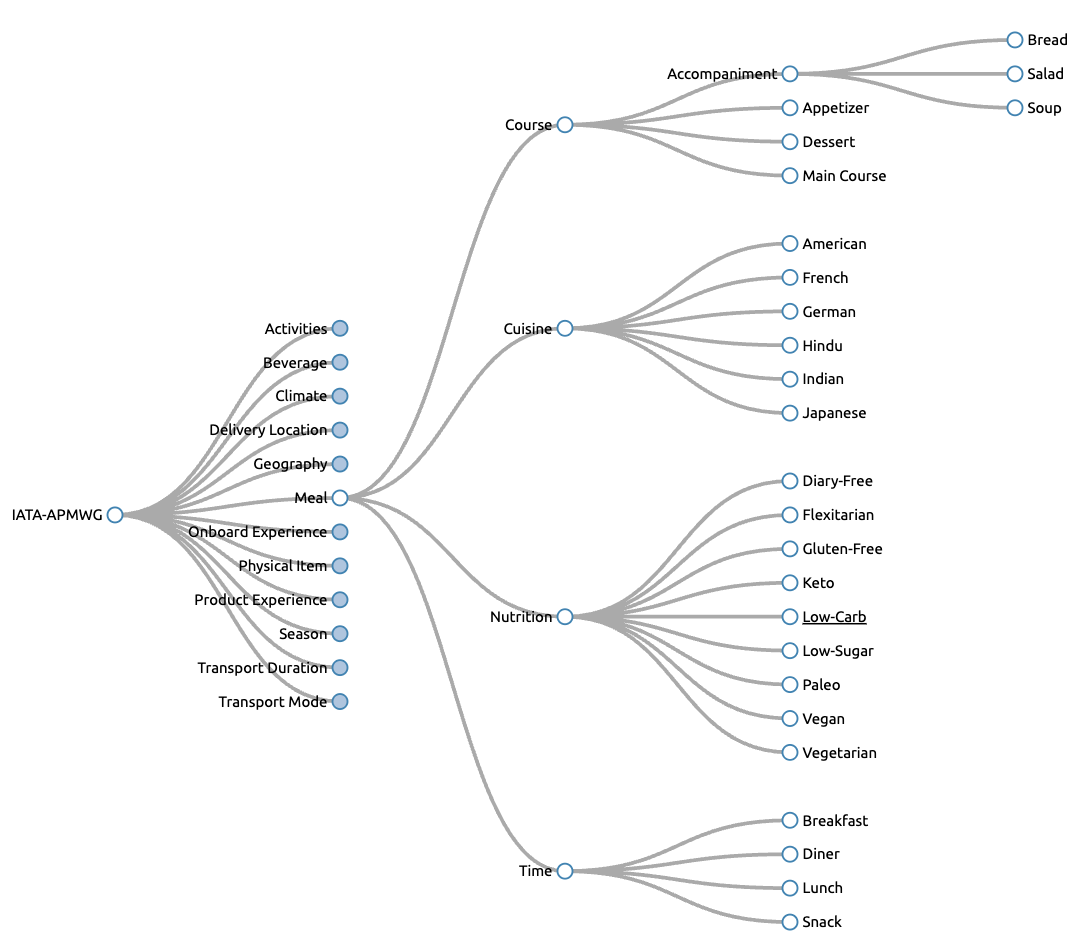 IATA-APMWG
Activities
Beverage
Climate
Delivery Location
Geography
Meal
Onboard Experience
Physical Item
Product Experience
Season
Transport Duration
Transport Mode
Course
Accompaniment
Bread
Salad
Soup
Appetizer
Dessert
Main Course
Cuisine
American
French
German
Hindu
Indian
Japanese
Nutrition
Diary-Free
Flexitarian
Gluten-Free
Keto
Low-Carb
Low-Sugar
Paleo
Vegan
Vegetarian
Time
Breakfast
Diner
Lunch
Snack